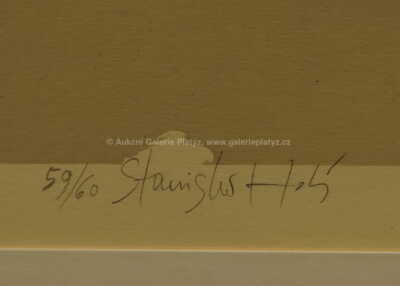 © Aukční Galerie Platýz, www.galerieplatyz.cz
59/60 Stanislav Holý